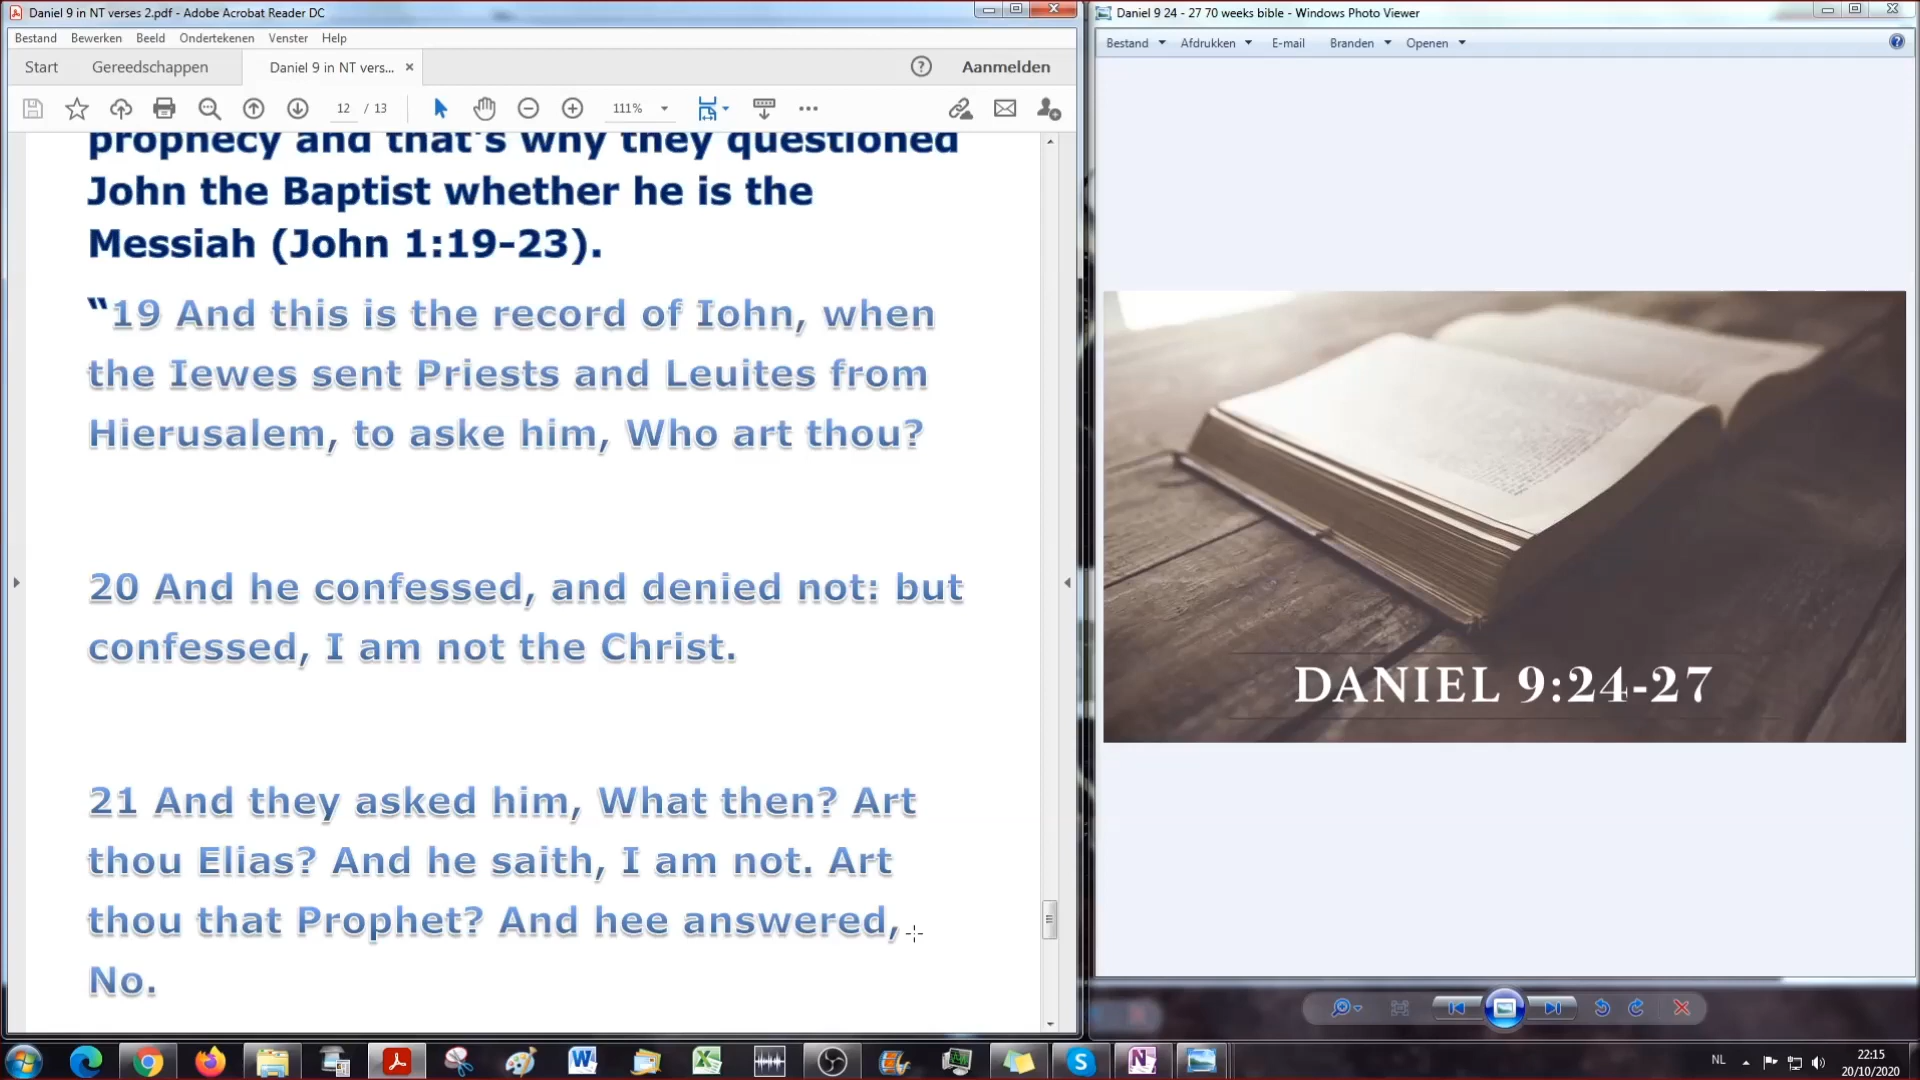 Daniel 9 in NT verses 2.pdf - Adobe Acrobat Reader DC
Bestand Bewerken Beeld Ondertekenen Venster Help
Start Gereedschappen Daniel 9 in NT vers... Aanmelden
12 / 13 111%
prophecy and that's why they questioned
John the Baptist whether he is the
Messiah (John 1:19-23).
“19 And this is the record of Iohn, when
the Iewes sent Priests and Leuites from
Hierusalem, to aske him, Who art thou?
20 And he confessed, and denied not: but
confessed, I am not the Christ.
21 And they asked him, What then? Art
thou Elias? And he saith, I am not. Art
thou that Prophet? And hee answered,
No.
Daniel 9 24 - 27 70 weeks bible - Windows Photo Viewer
Bestand Afdrukken E-mail Branden Openen
DANIEL 9:24-27
NL
22:15
20/10/2020